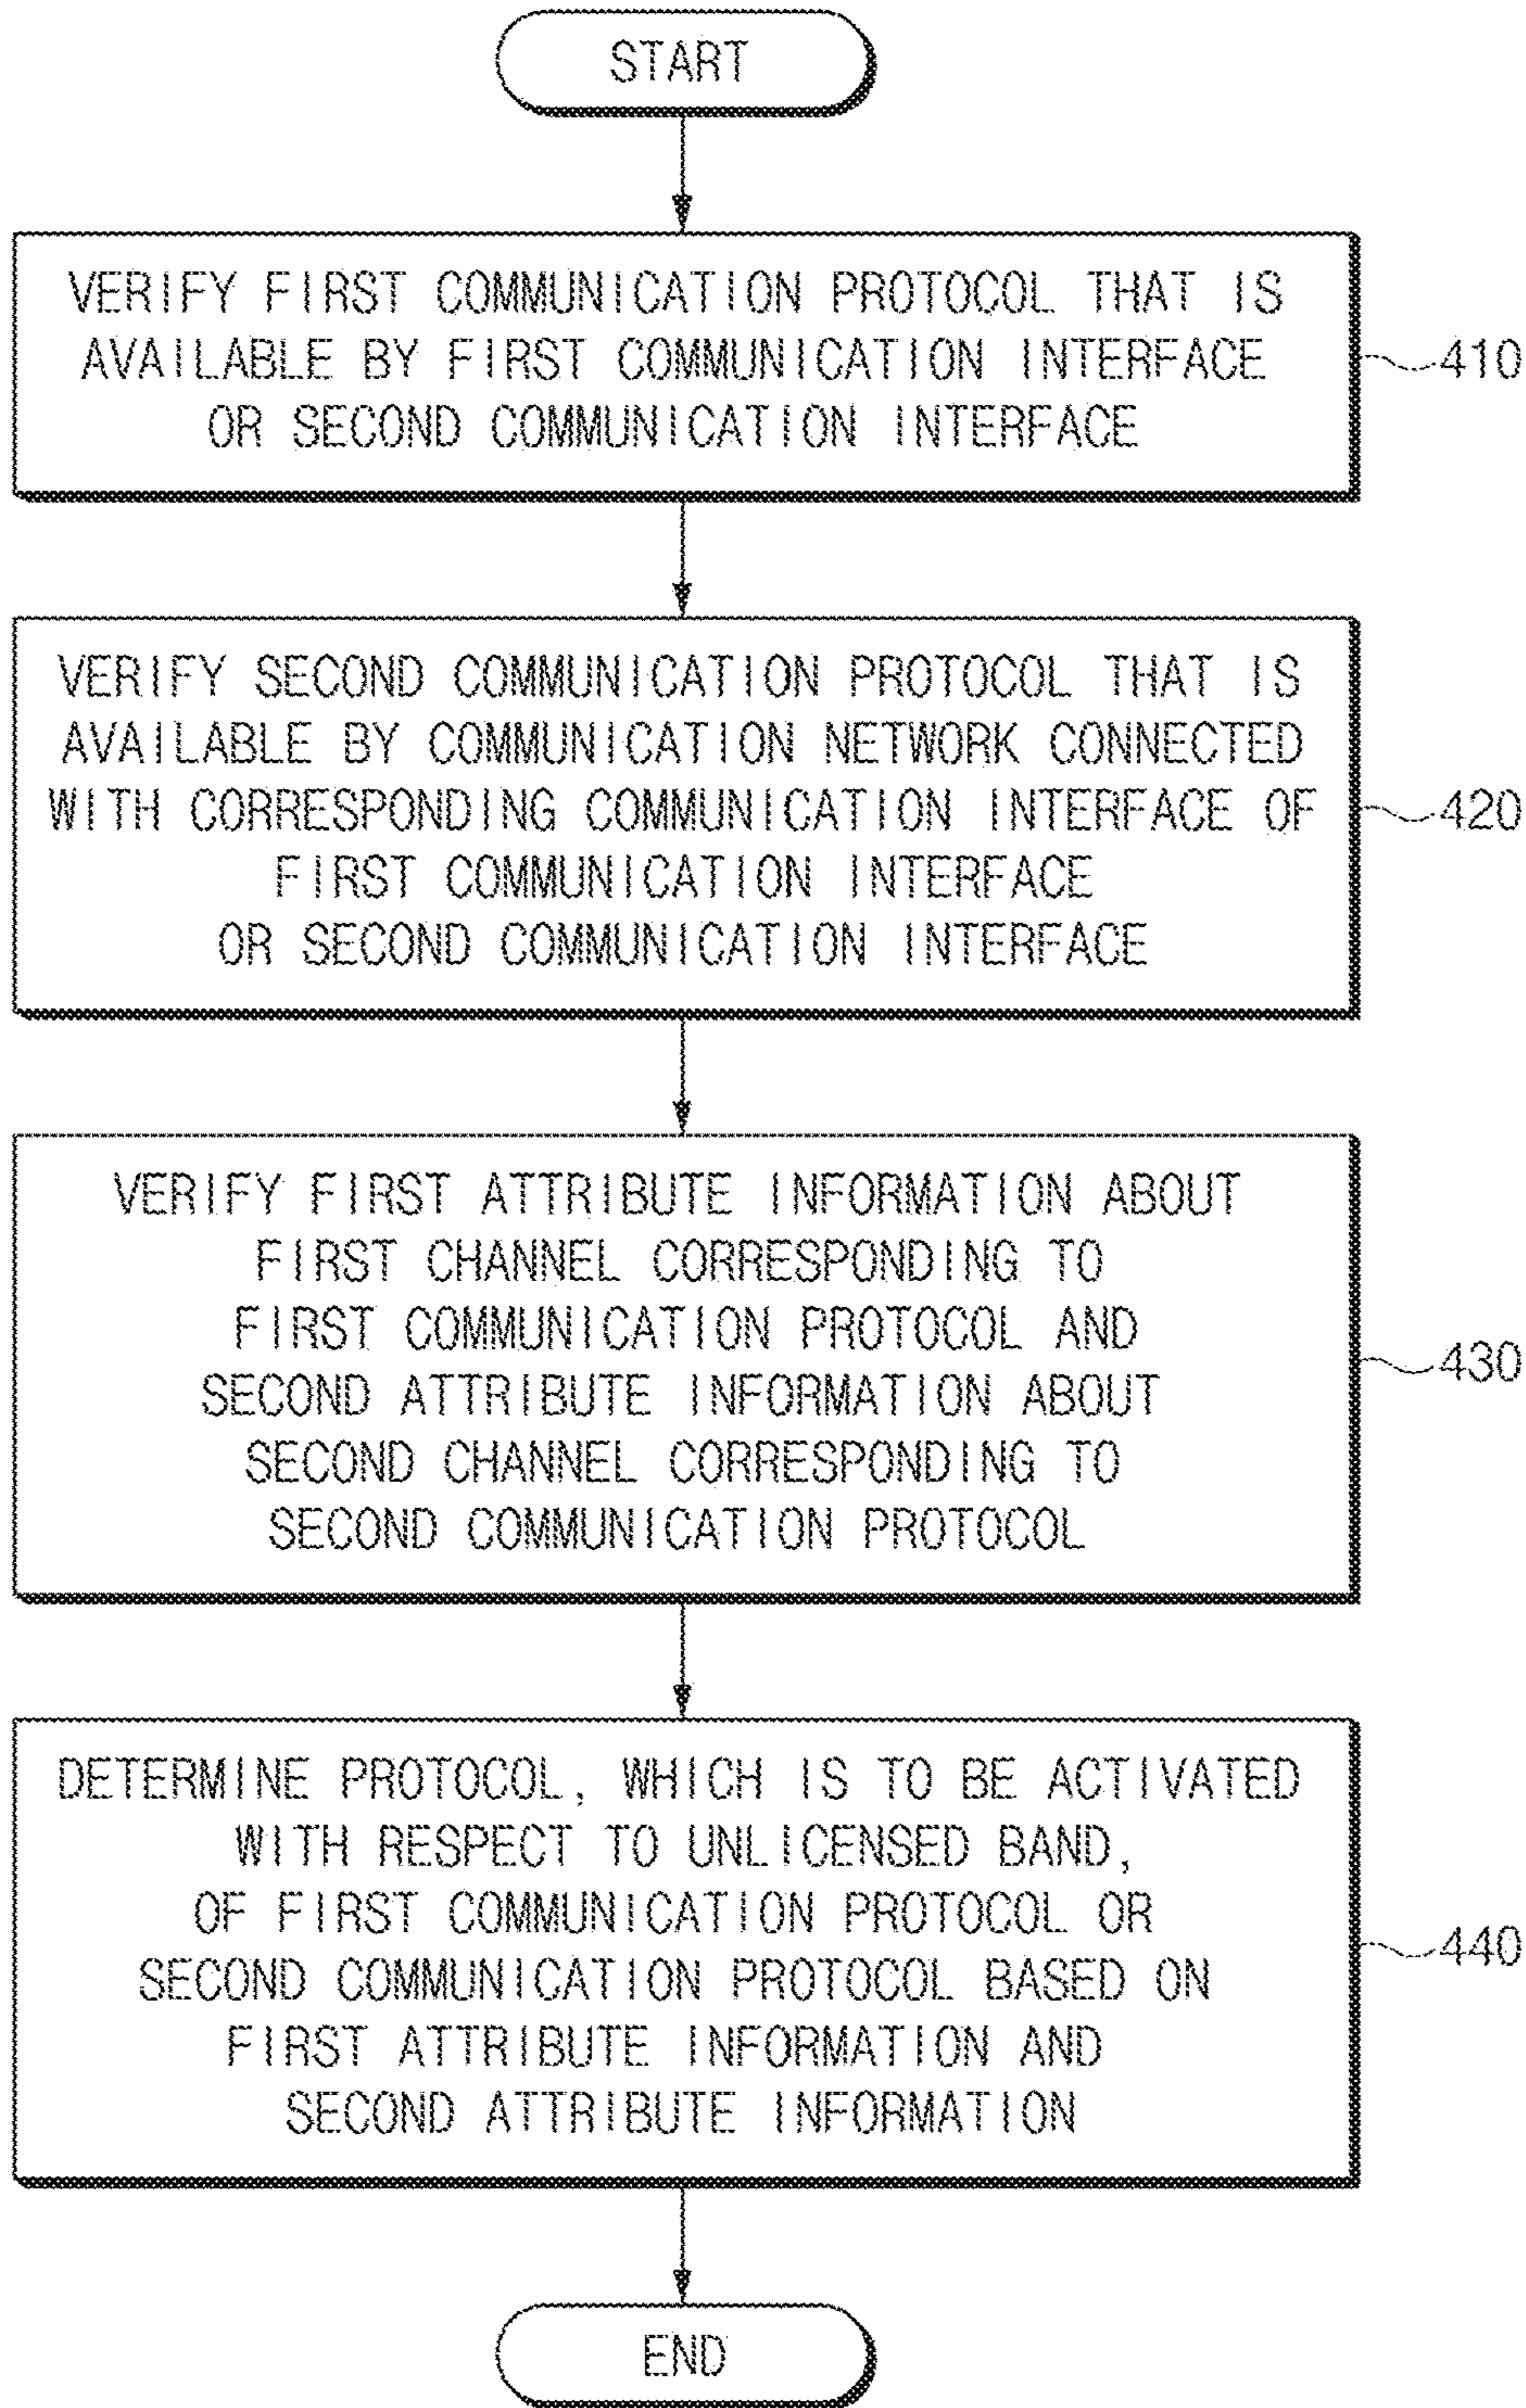 START
VERIFY FIRST COMMUNICATION PROTOCOL THAT IS
AVAILABLE BY FIRST COMMUNICATION INTERFACE
OR SECOND COMMUNICATION INTERFACE
410
VERIFY SECOND COMMUNICATION PROTOCOL THAT IS
AVAILABLE BY COMMUNICATION NETWORK CONNECTED
WITH CORRESPONDING COMMUNICATION INTERFACE OF
FIRST COMMUNICATION INTERFACE
OR SECOND COMMUNICATION INTERFACE
420
VERIFY FIRST ATTRIBUTE INFORMATION ABOUT
FIRST CHANNEL CORRESPONDING TO
FIRST COMMUNICATION PROTOCOL AND
SECOND ATTRIBUTE INFORMATION ABOUT
SECOND CHANNEL CORRESPONDING TO
SECOND COMMUNICATION PROTOCOL
430
DETERMINE PROTOCOL, WHICH IS TO BE ACTIVATED
WITH RESPECT TO UNLICENSED BAND,
OF FIRST COMMUNICATION PROTOCOL OR
SECOND COMMUNICATION PROTOCOL BASED ON
FIRST ATTRIBUTE INFORMATION AND
SECOND ATTRIBUTE INFORMATION
440
END